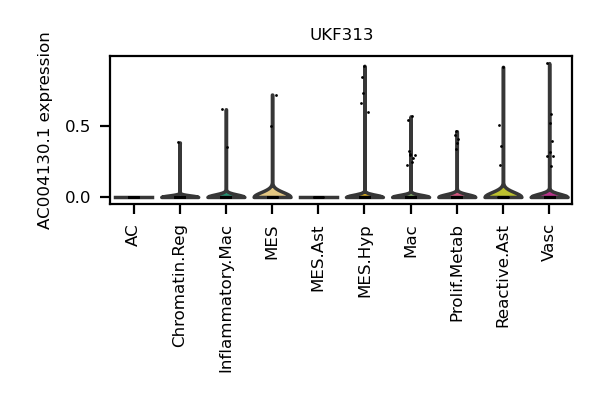 UKF313
AC004130.1 expression
0.5
0.0
AC
Chromatin.Reg
Inflammatory.Mac
MES
MES.Ast
MES.Hyp
Mac
Prolif.Metab
Reactive.Ast
Vasc